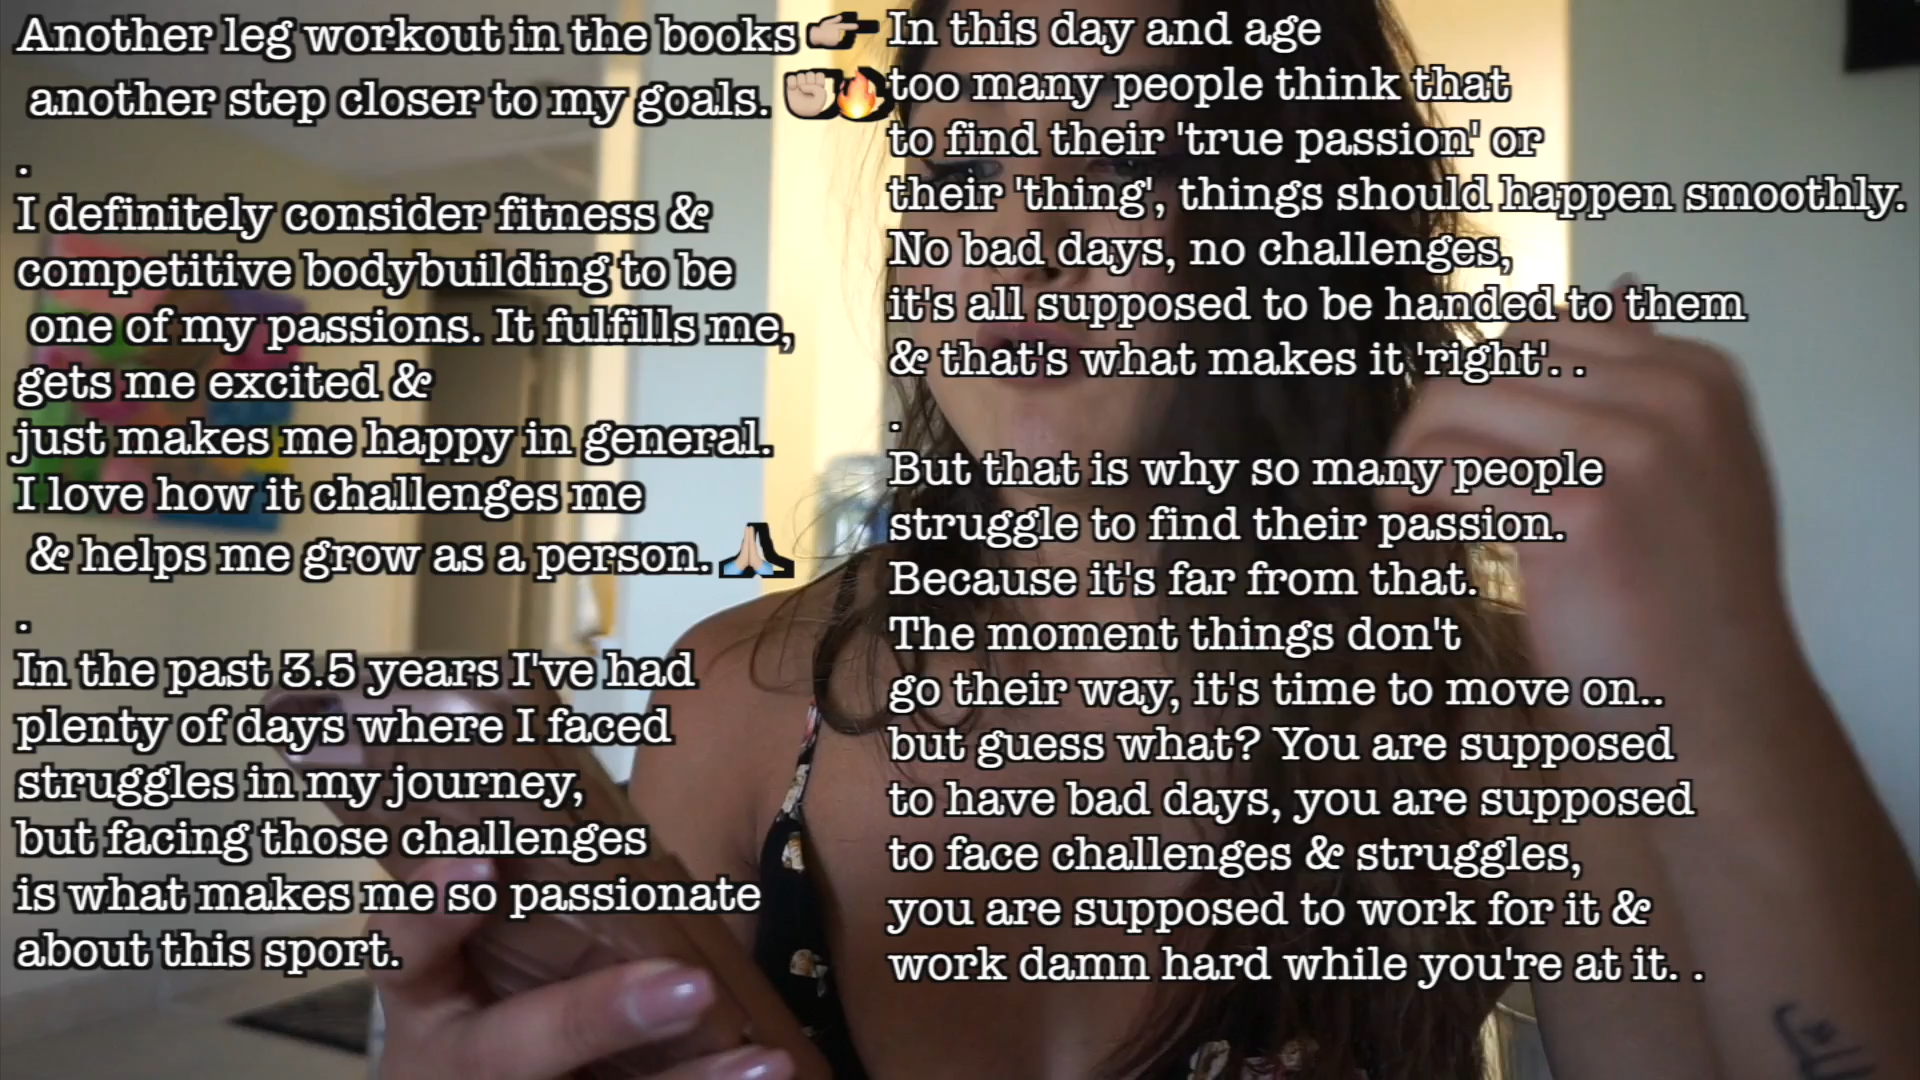 Another leg workout in the books 👉🏼
another step closer to my goals. ✊🏼🔥
.
I definitely consider fitness &
competitive bodybuilding to be
one of my passions. It fulfills me,
gets me excited &
just makes me happy in general.
I love how it challenges me
& helps me grow as a person. 🙏🏼
.
In the past 3.5 years I've had
plenty of days where I faced
struggles in my journey,
but facing those challenges
is what makes me so passionate
about this sport.
In this day and age
too many people think that
to find their 'true passion' or
their 'thing', things should happen smoothly.
No bad days, no challenges,
it's all supposed to be handed to them
& that's what makes it 'right'. .
.
But that is why so many people
struggle to find their passion.
Because it's far from that.
The moment things don't
go their way, it's time to move on..
but guess what? You are supposed
to have bad days, you are supposed
to face challenges & struggles,
you are supposed to work for it &
work damn hard while you're at it. .